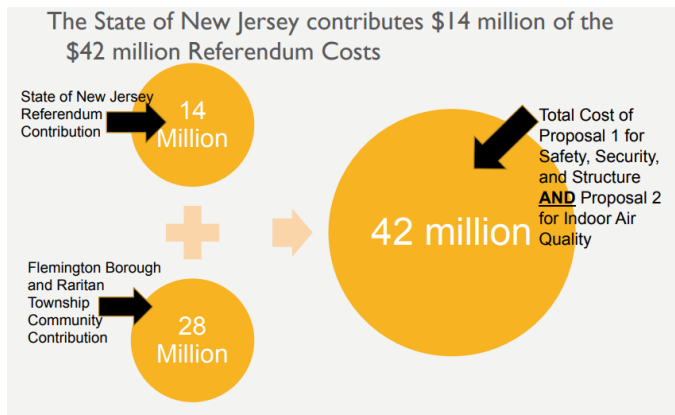 The State of New Jersey contributes $14 million of the
$42 million Referendum Costs
State of New Jersey
Referendum
Contribution
14
Million
Flemington Borough
and Raritan
Township
Community
Contribution
28
Million
42 million
Total Cost of
Proposal 1 for
Safety, Security,
and Structure
AND Proposal 2
for Indoor Air
Quality